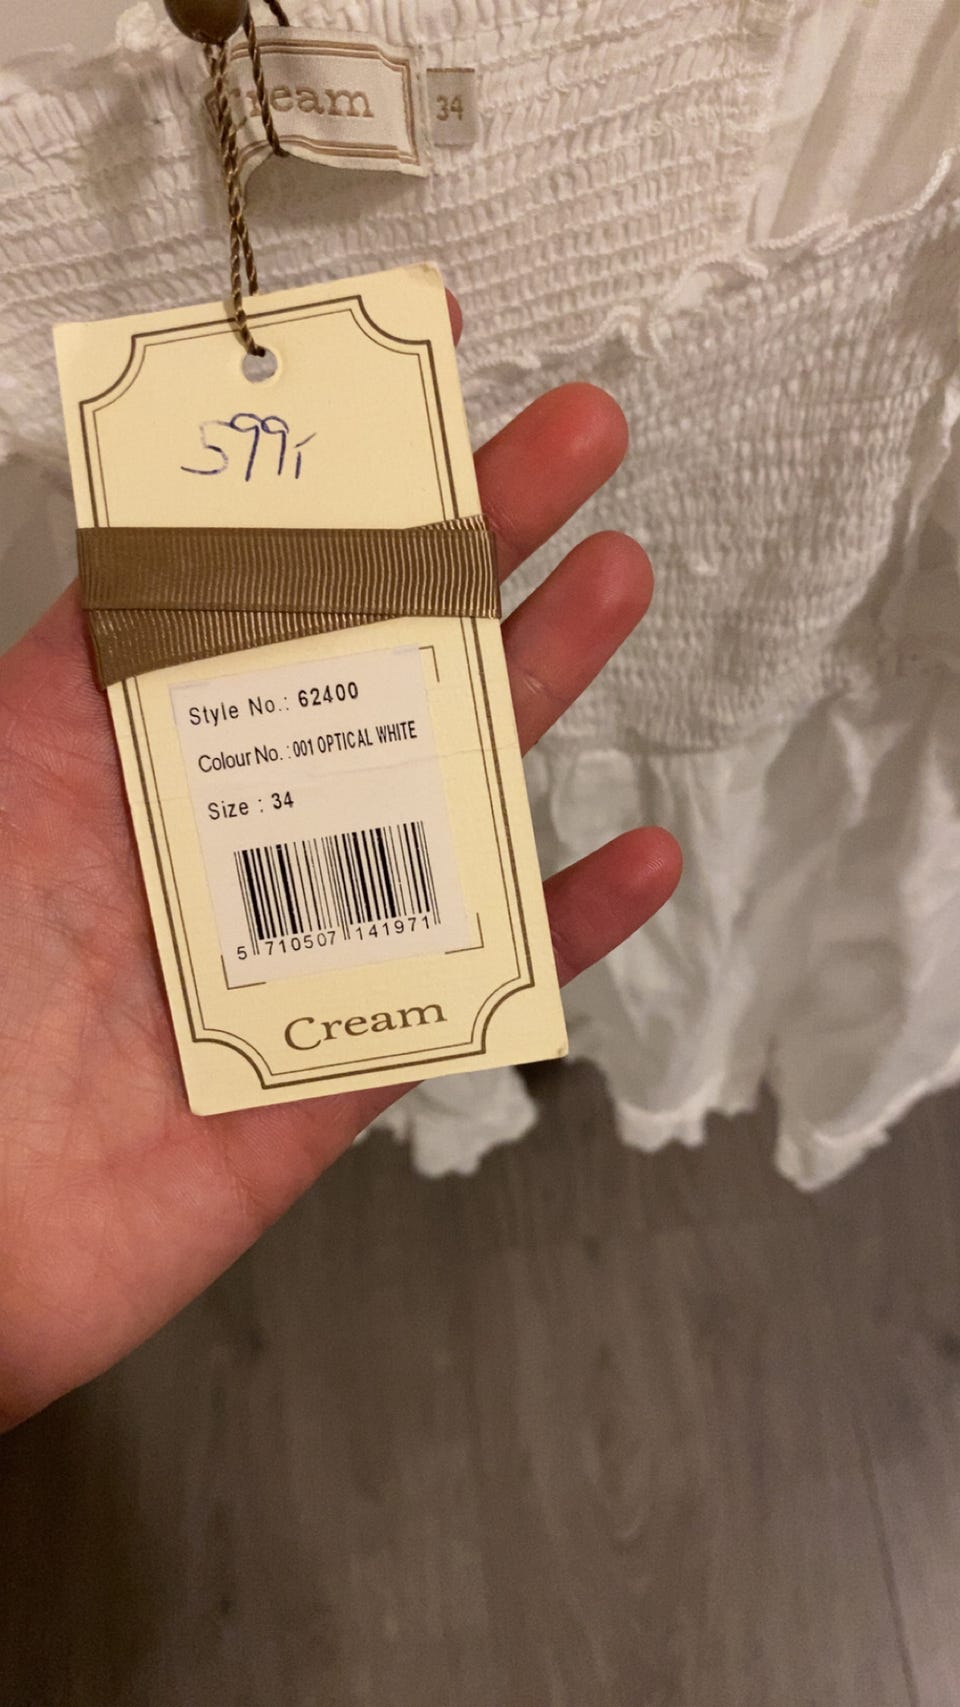 Cream
34
599,-
Style No.: 62400
Colour No. : 001 OPTICAL WHITE
Size : 34
5 710507 141971
Cream